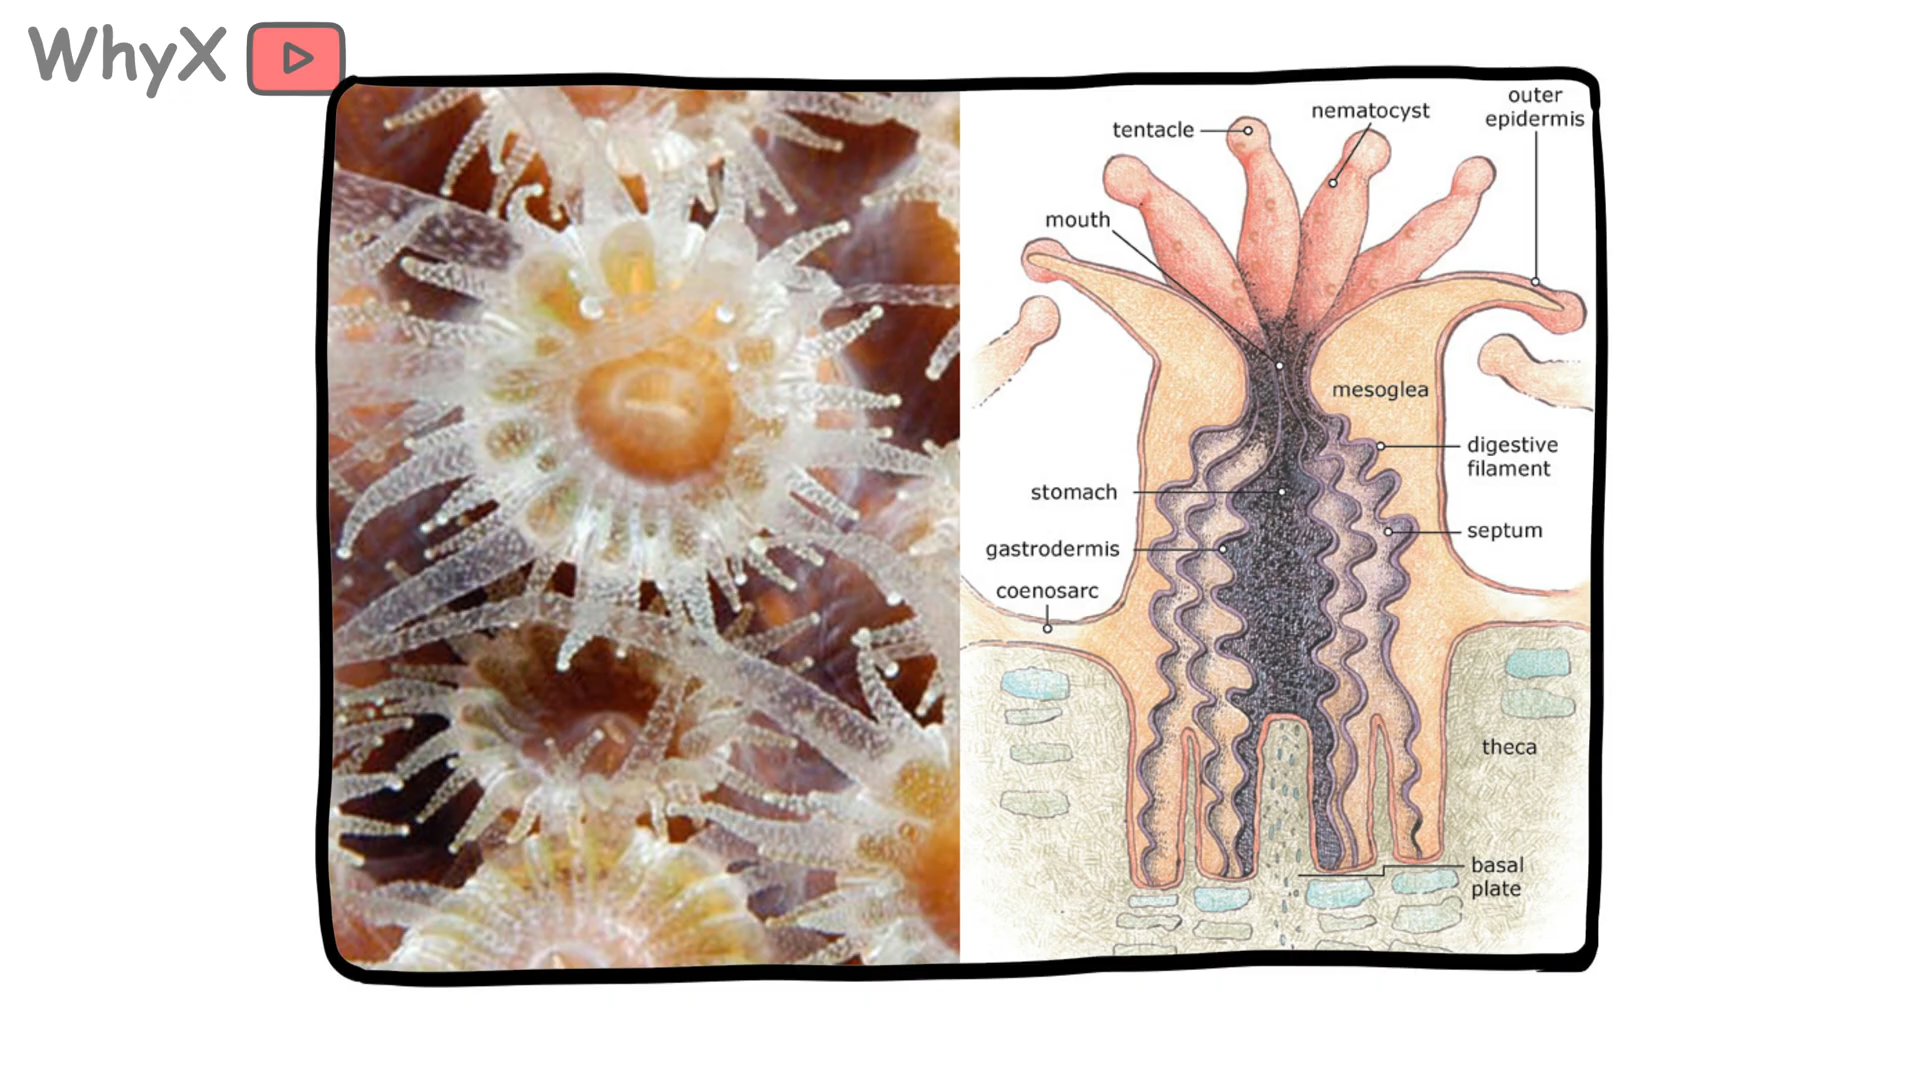 WhyX
outer
epidermis
nematocyst
tentacle
mouth
mesoglea
digestive
filament
stomach
septum
gastrodermis
coenosarc
theca
basal
plate